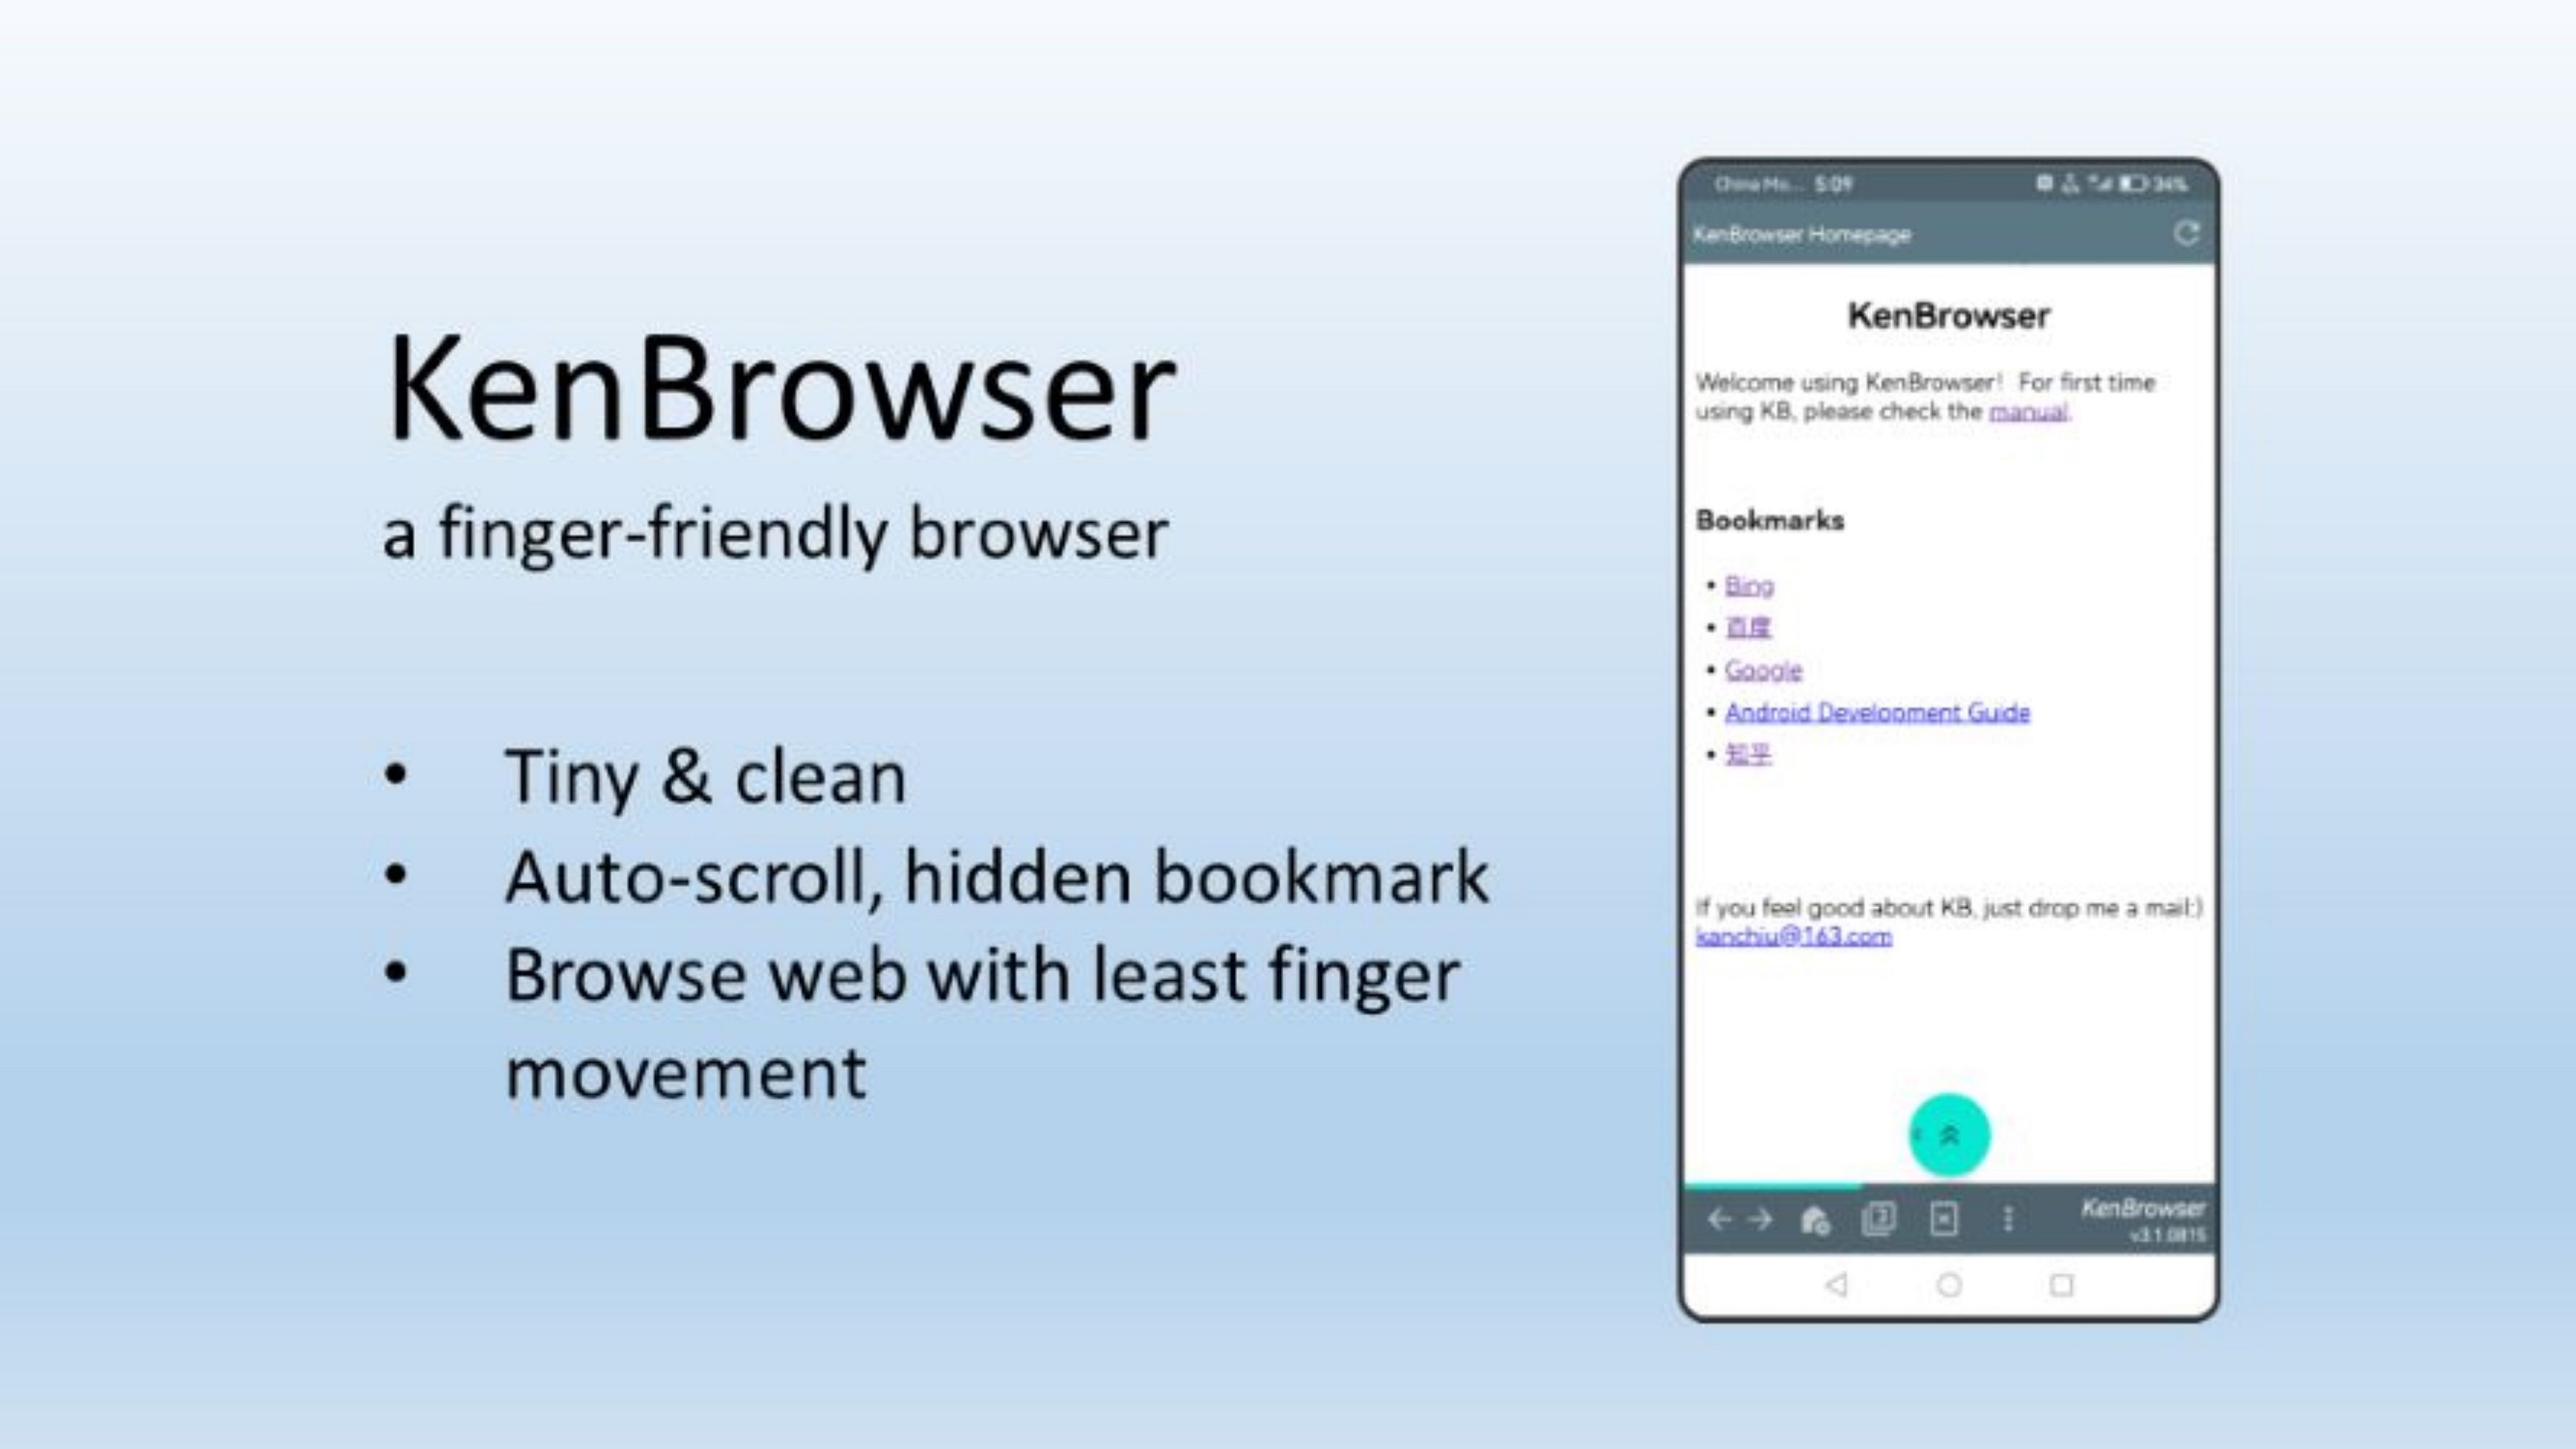 KenBrowser
a finger-friendly browser
• Tiny & clean
• Auto-scroll, hidden bookmark
• Browse web with least finger
movement
China Mo... 5:09
34%
KenBrowser Homepage
KenBrowser
Welcome using KenBrowser! For first time
using KB, please check the manual.
Bookmarks
• Bing
• 百度
• Google
• Android Development Guide
• 知乎
If you feel good about KB, just drop me a mail:)
kanchiu@163.com
KenBrowser
v3.1.0815